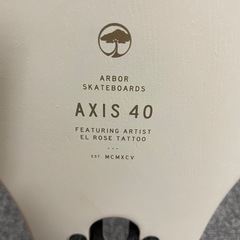 ARBOR
SKATEBOARDS
AXIS 40
FEATURING ARTIST
EL ROSE TATTOO
---
EST. MCMXCV